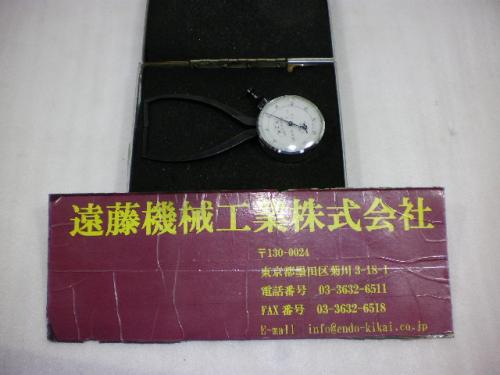 遠藤機械工業株式会社
〒130-0024
東京都墨田区菊川3-18-1
電話番号 03-3632-6511
FAX番号 03-3632-6518
E-mail info@endo-kikai.co.jp